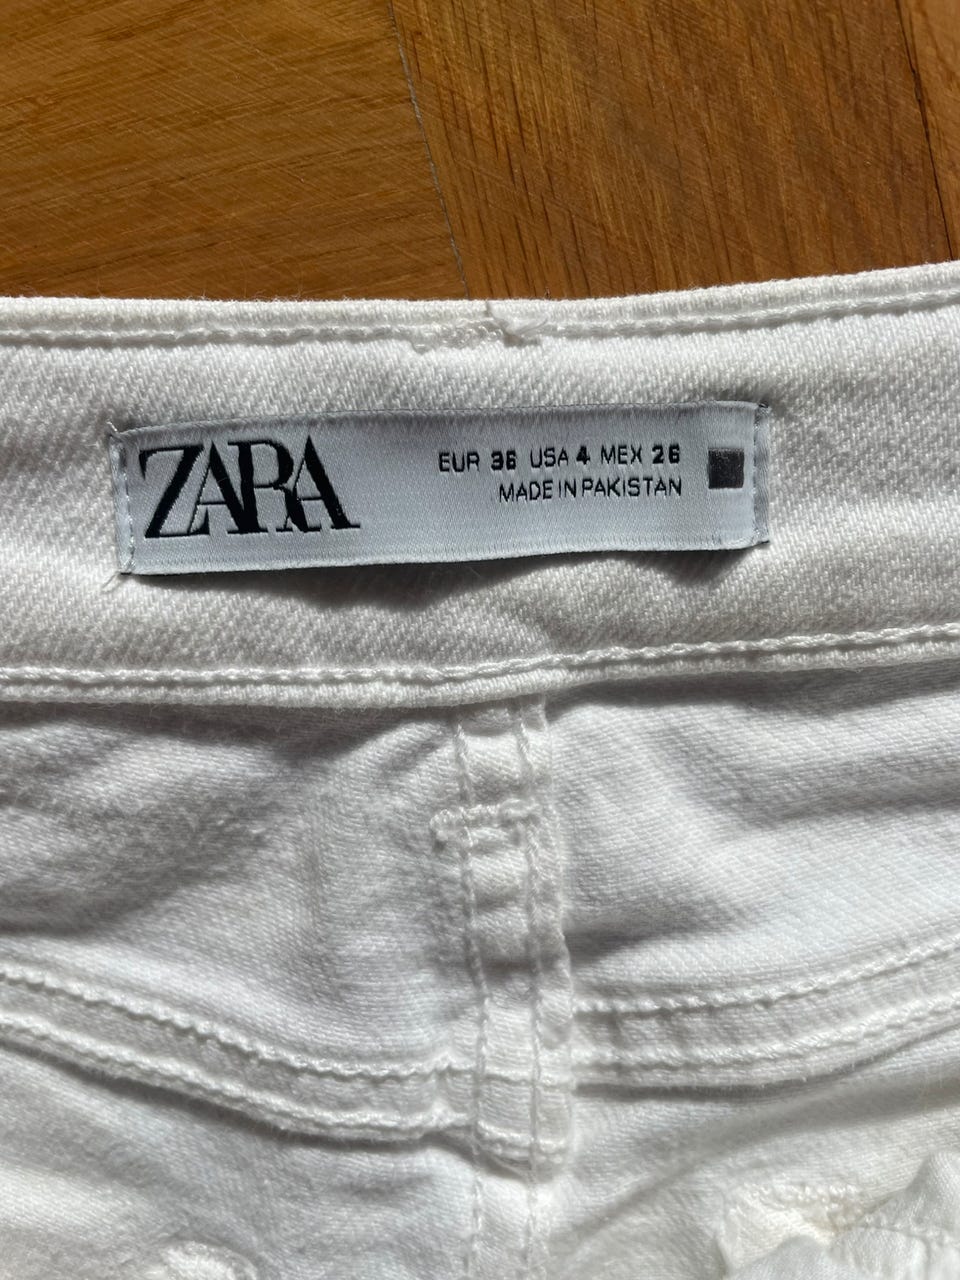 ZARA
EUR 36 USA 4 MEX 26
MADE IN PAKISTAN